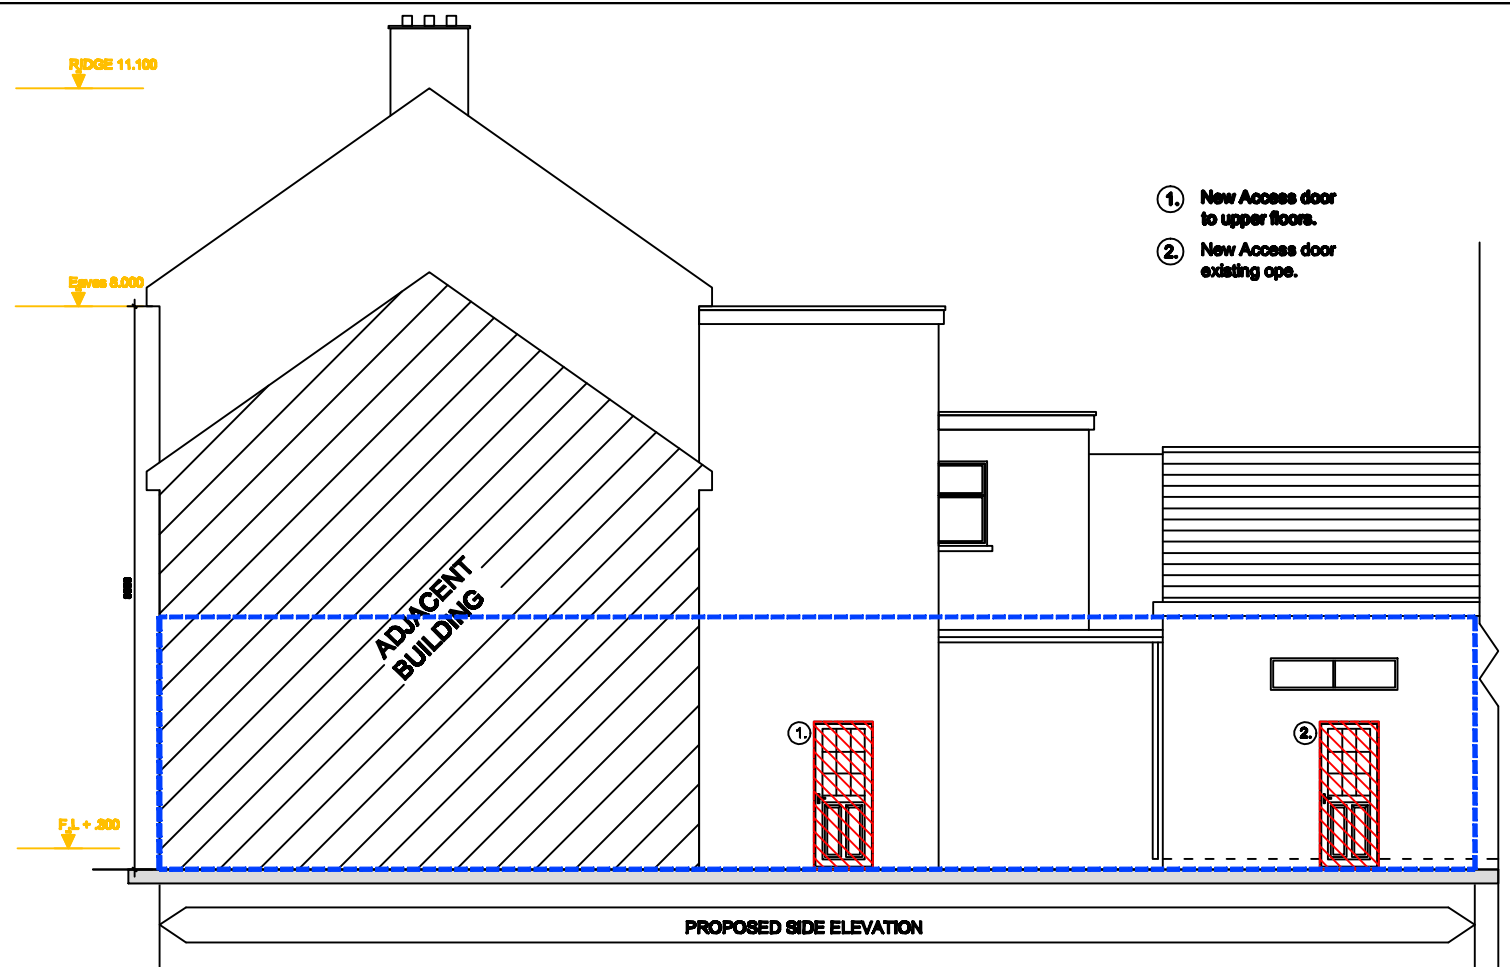 RIDGE 11.100
1. New Access door
to upper floors.
2. New Access door
existing ope.
Eaves 8.000
ADJACENT
BUILDING
1.
2.
F.L + .300
PROPOSED SIDE ELEVATION